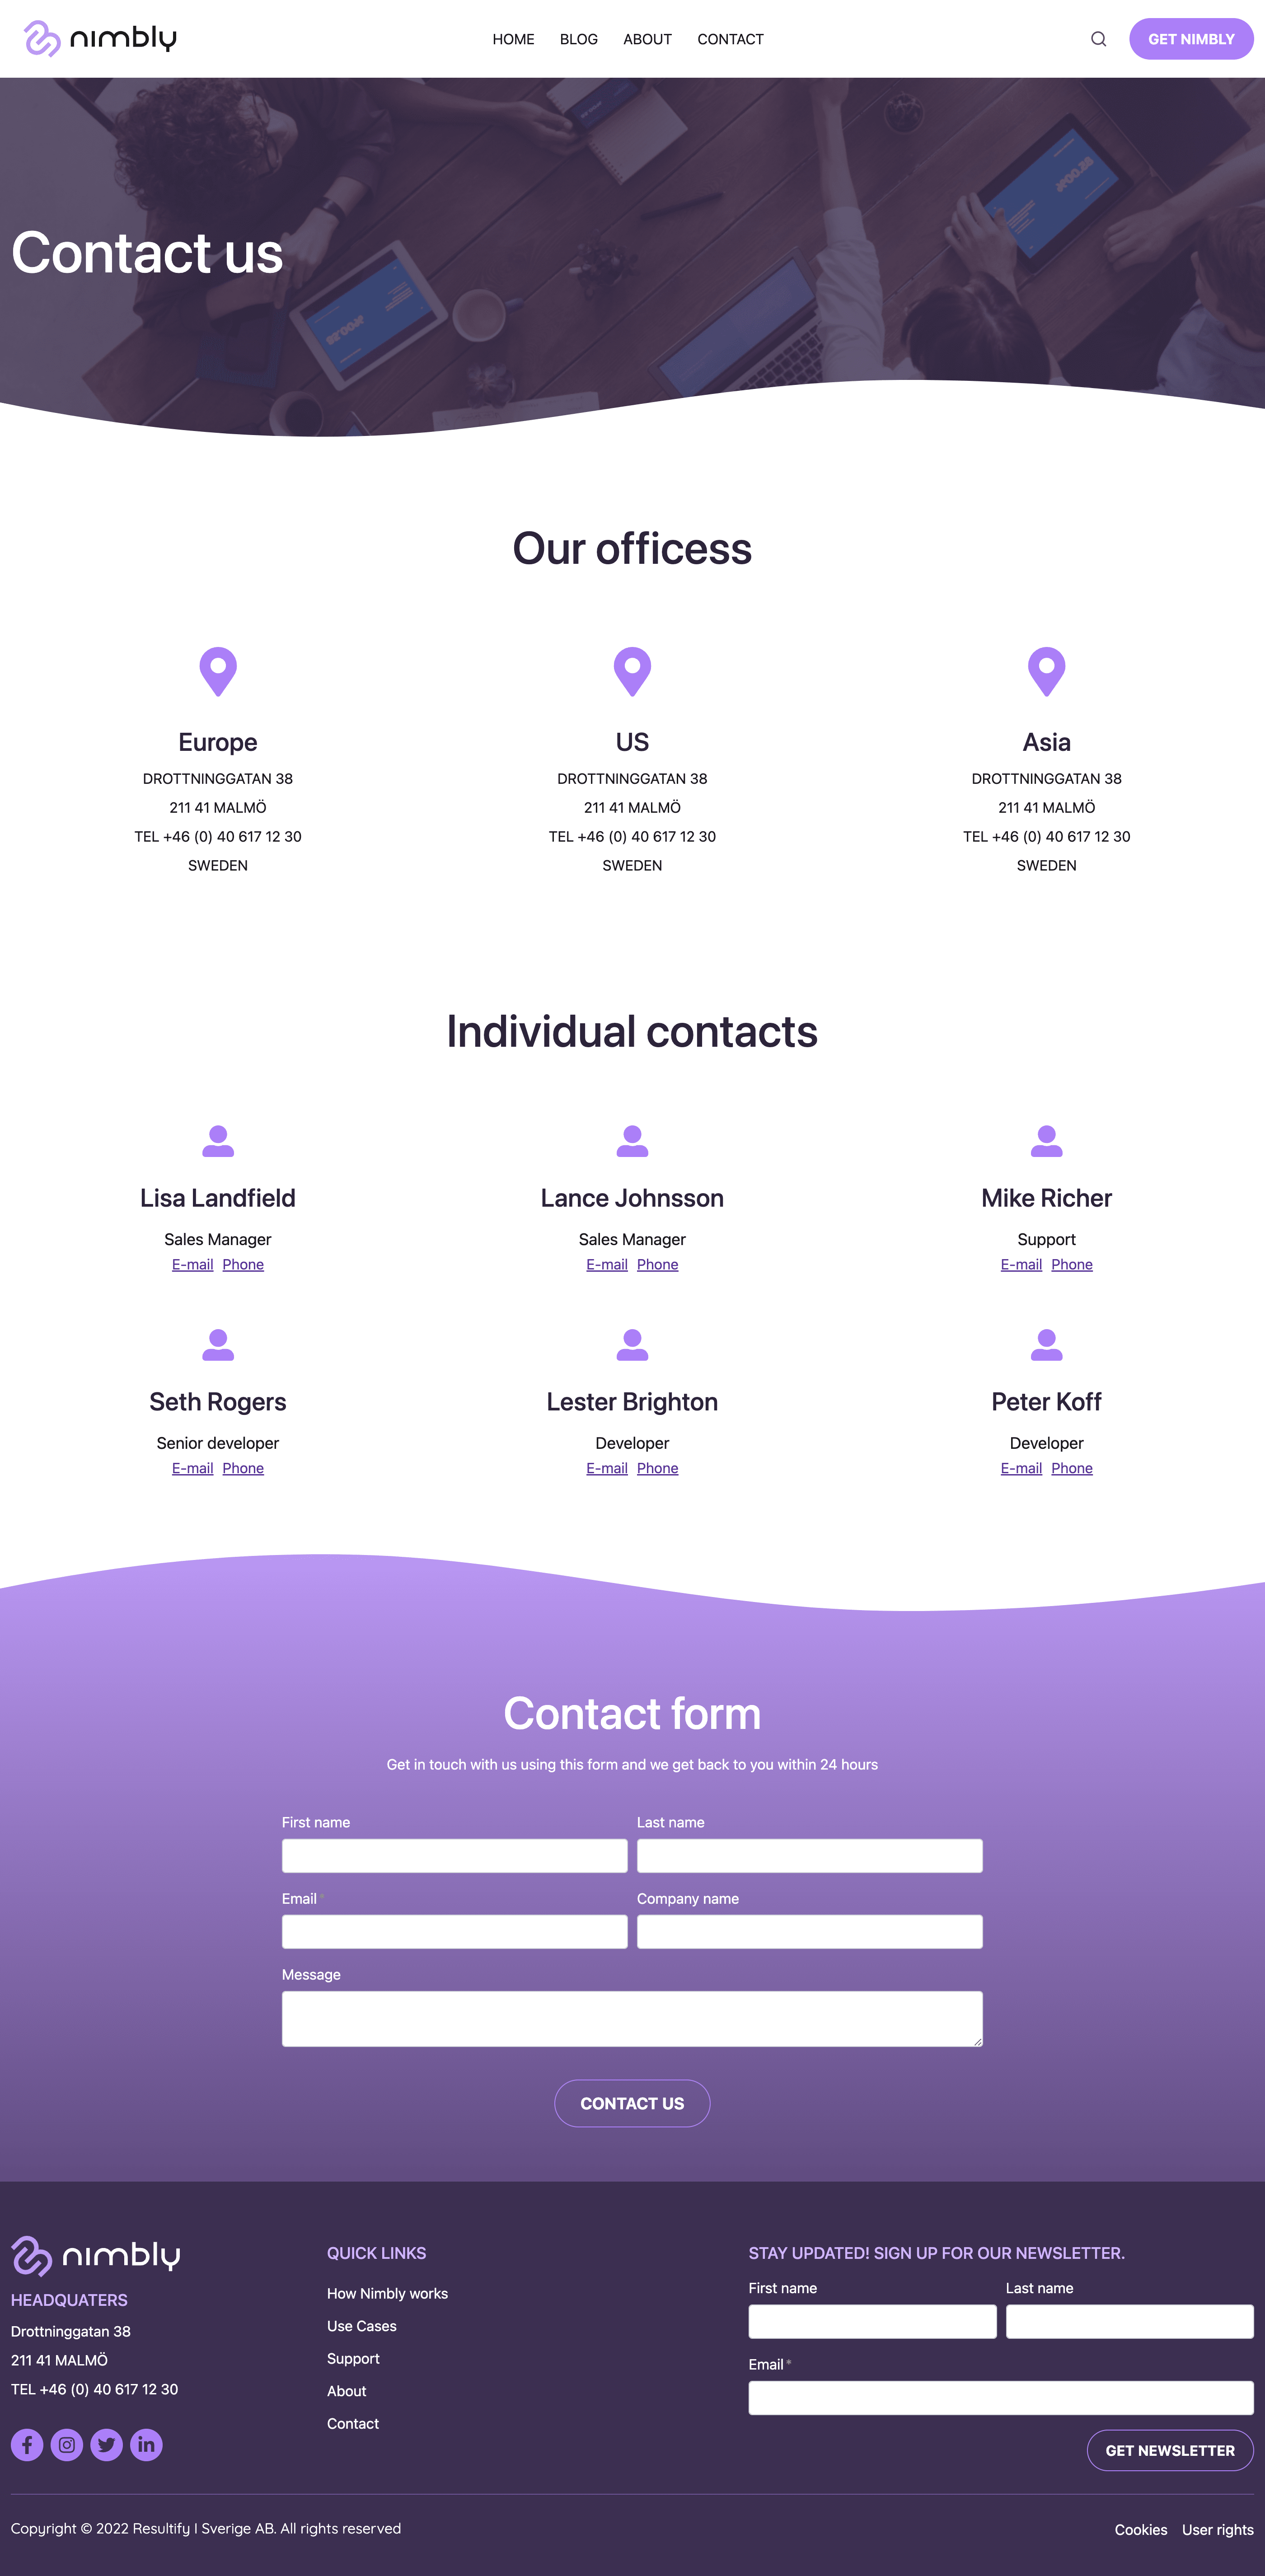 nimbly
HOME BLOG ABOUT CONTACT
GET NIMBLY
Contact us
Our officess
Europe
DROTTNINGGATAN 38
211 41 MALMÖ
TEL +46 (0) 40 617 12 30
SWEDEN
US
DROTTNINGGATAN 38
211 41 MALMÖ
TEL +46 (0) 40 617 12 30
SWEDEN
Asia
DROTTNINGGATAN 38
211 41 MALMÖ
TEL +46 (0) 40 617 12 30
SWEDEN
Individual contacts
Lisa Landfield
Sales Manager
E-mail Phone
Lance Johnsson
Sales Manager
E-mail Phone
Mike Richer
Support
E-mail Phone
Seth Rogers
Senior developer
E-mail Phone
Lester Brighton
Developer
E-mail Phone
Peter Koff
Developer
E-mail Phone
Contact form
Get in touch with us using this form and we get back to you within 24 hours
First name
Last name
Email *
Company name
Message
CONTACT US
nimbly
HEADQUATERS
Drottninggatan 38
211 41 MALMÖ
TEL +46 (0) 40 617 12 30
QUICK LINKS
How Nimbly works
Use Cases
Support
About
Contact
STAY UPDATED! SIGN UP FOR OUR NEWSLETTER.
First name
Last name
Email *
GET NEWSLETTER
Copyright © 2022 Resultify I Sverige AB. All rights reserved
Cookies User rights